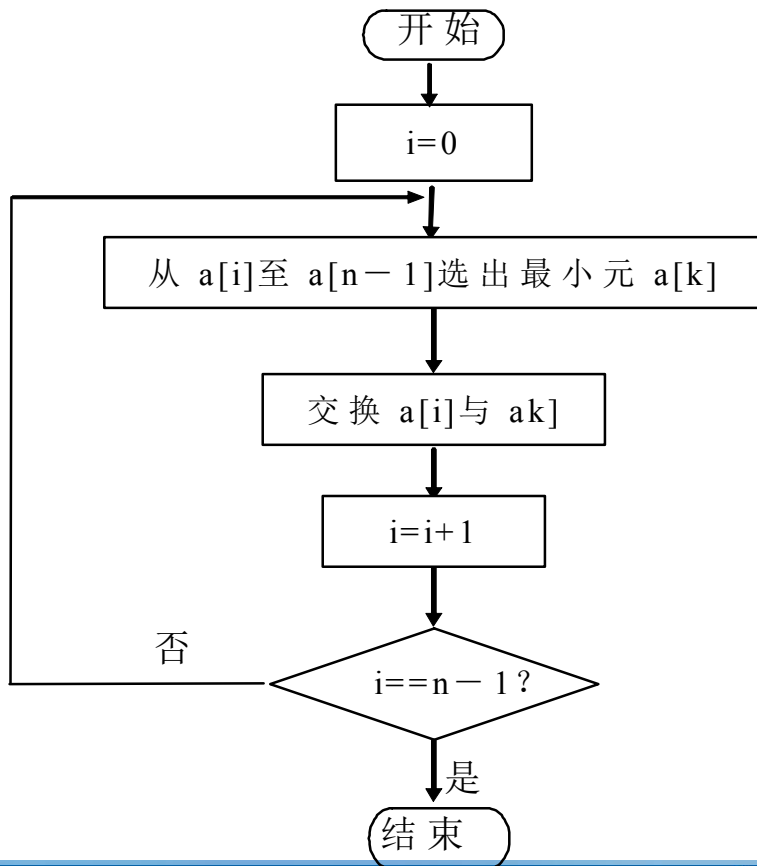 开始
i=0
从 a[i]至 a[n－1]选出最小元 a[k]
交换 a[i]与 ak]
i=i+1
否
i==n－1?
是
结束